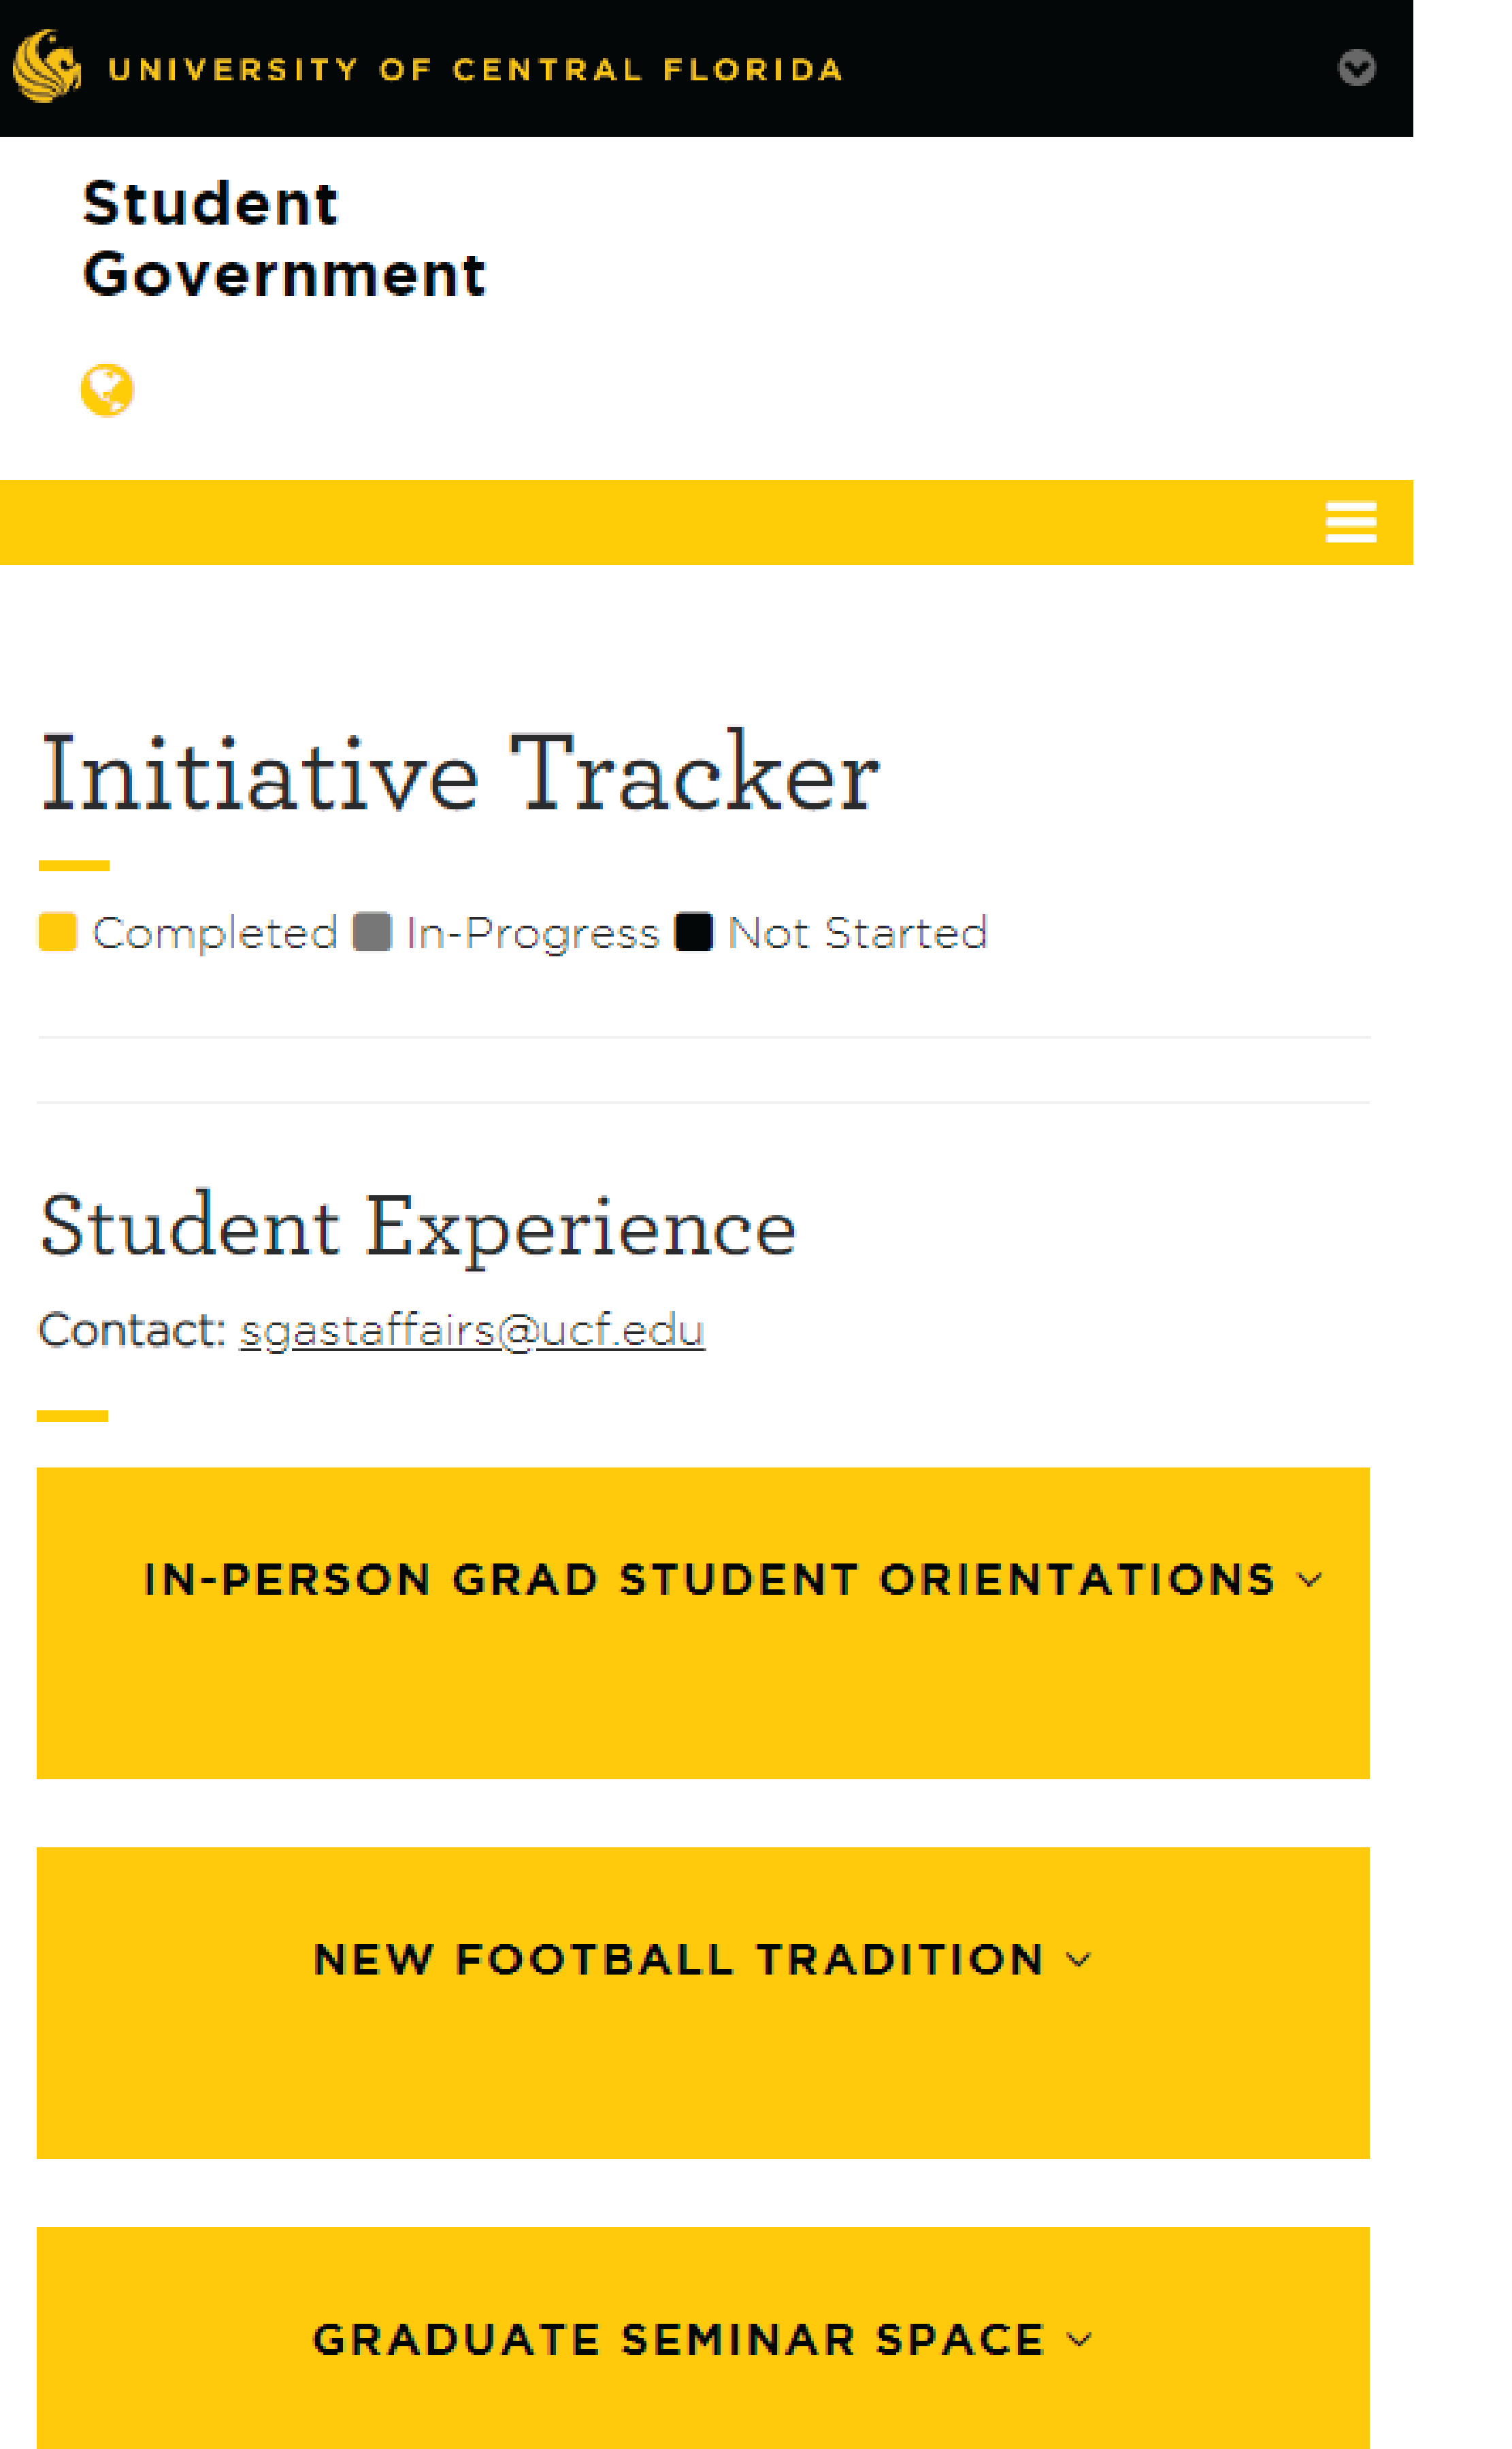 UNIVERSITY OF CENTRAL FLORIDA
Student
Government
Initiative Tracker
Completed In-Progress Not Started
Student Experience
Contact: sgastaffairs@ucf.edu
IN-PERSON GRAD STUDENT ORIENTATIONS
NEW FOOTBALL TRADITION
GRADUATE SEMINAR SPACE